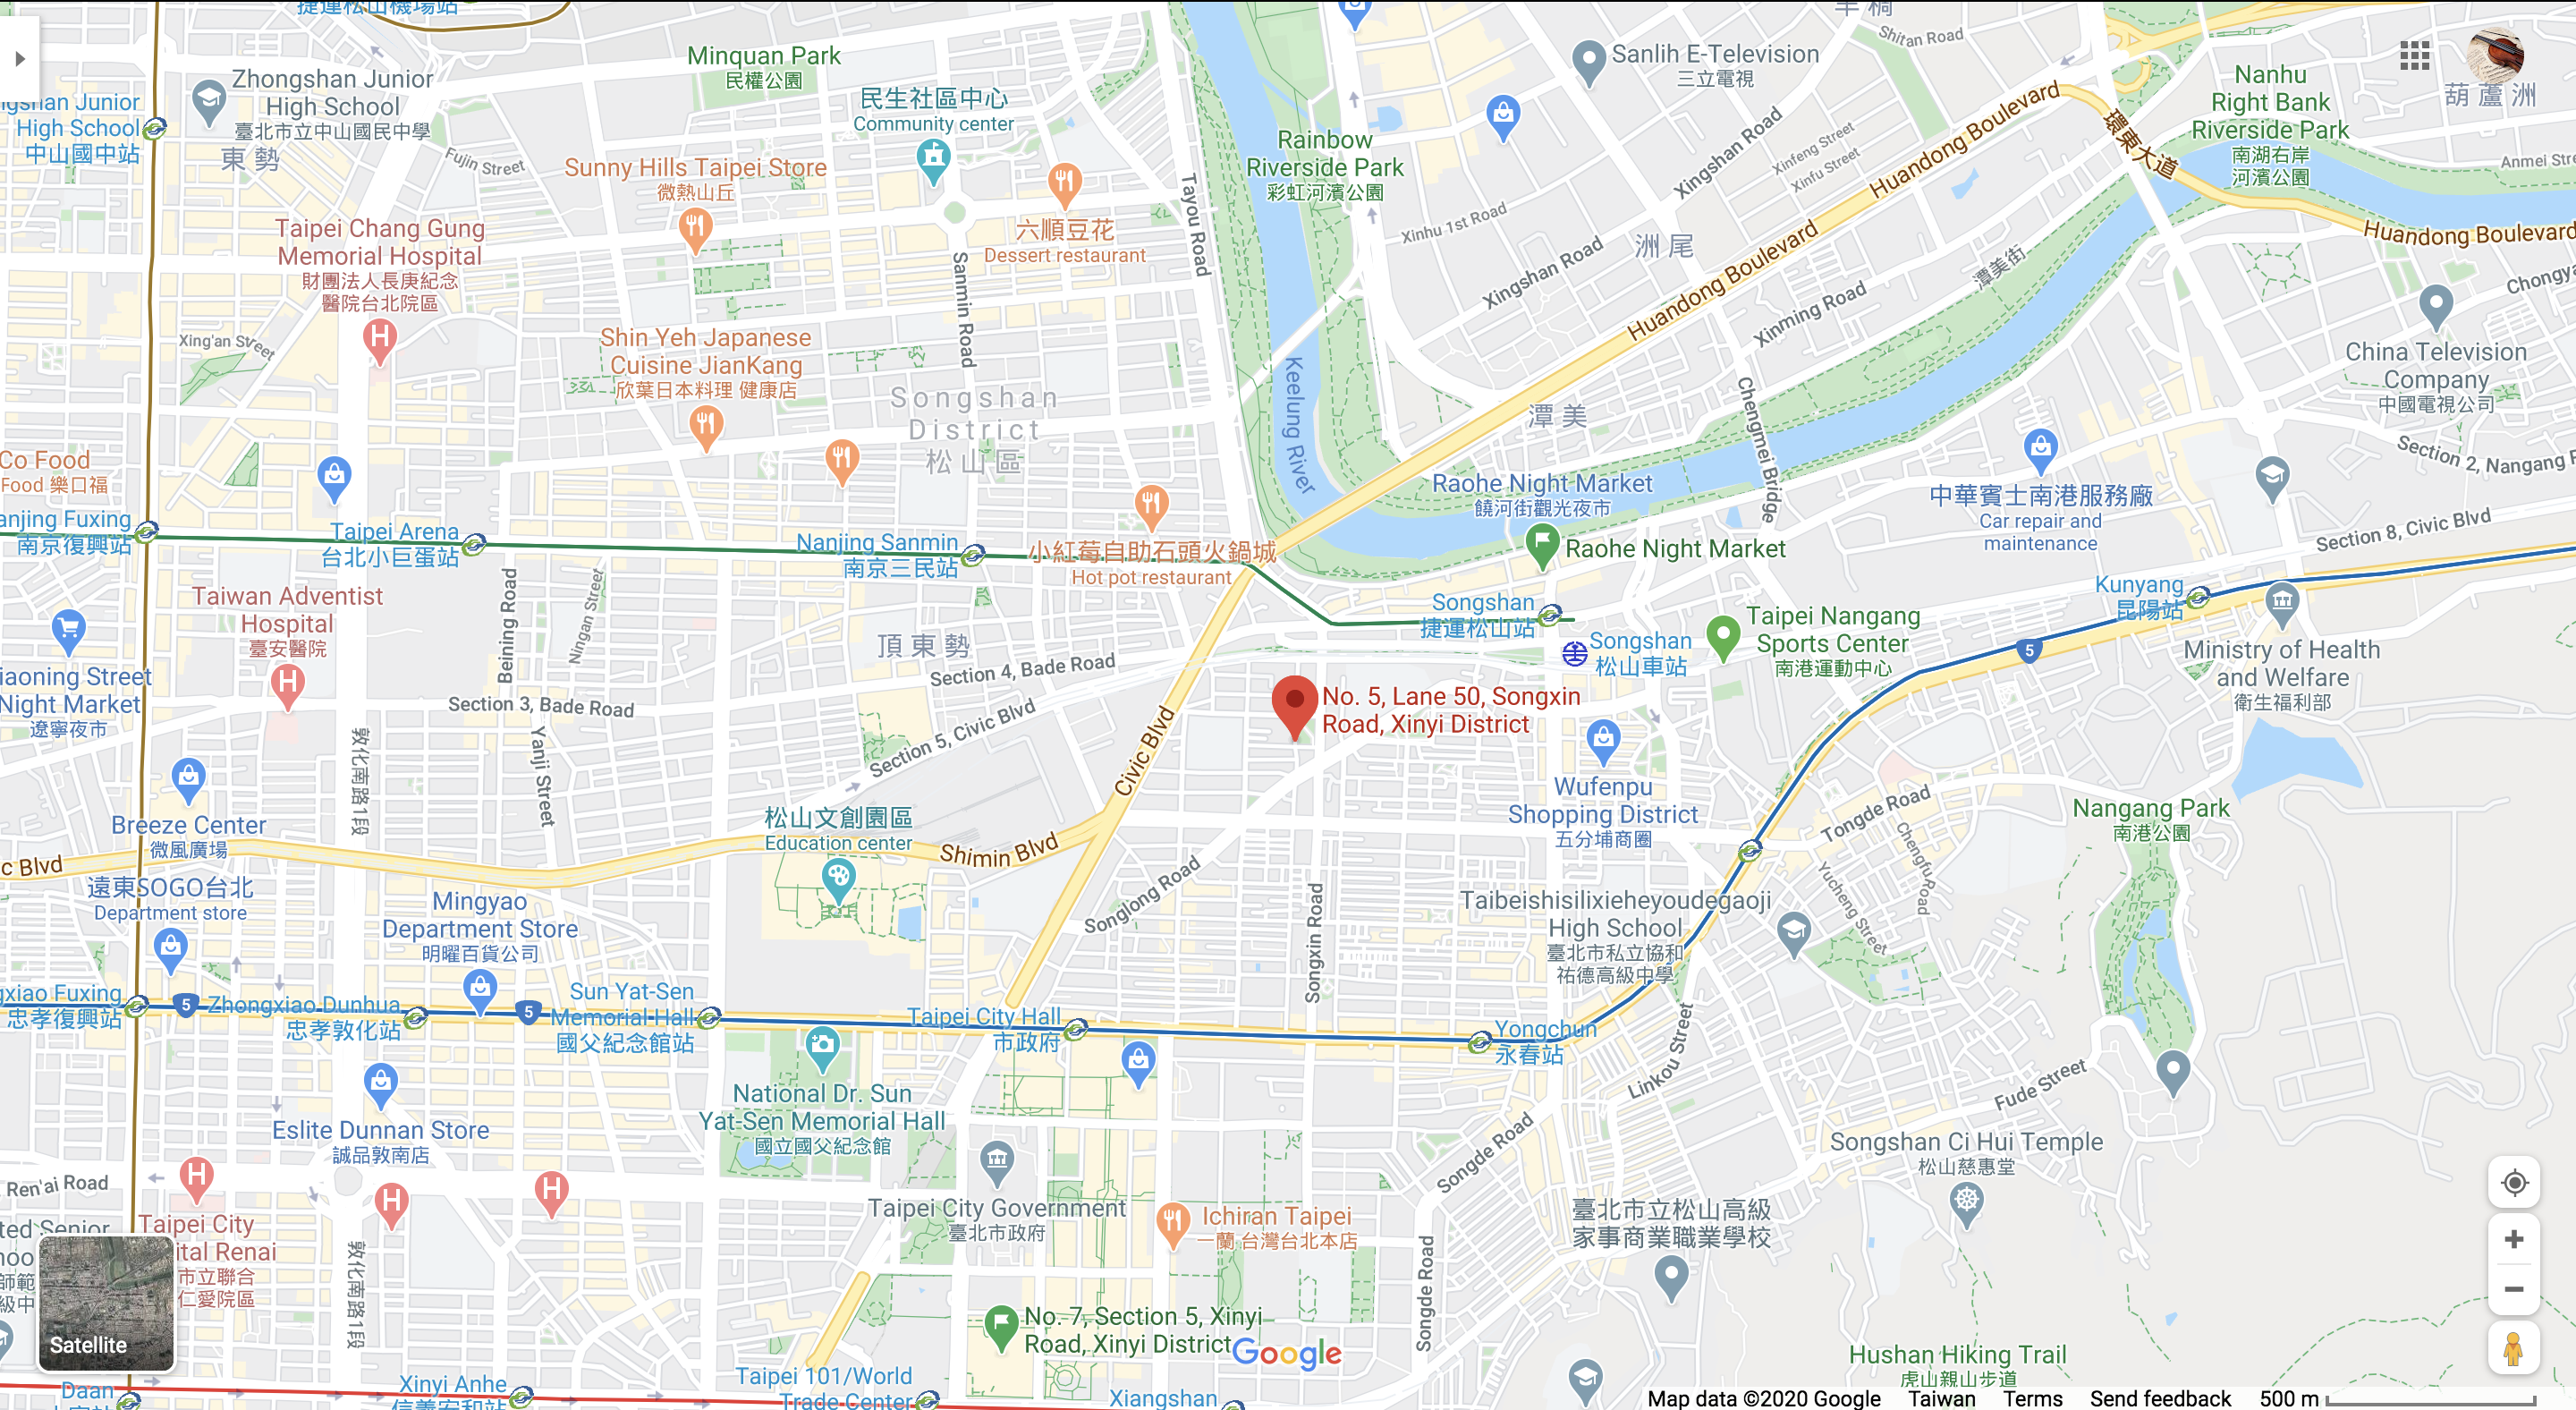 捷運松山機場站
Minquan Park
民權公園
Zhongshan Junior
High School
臺北市立中山國民中學
東勢
High School
中山國中站
Fujin Street
民生社區中心
Community center
Sunny Hills Taipei Store
微熱山丘
六順豆花
Dessert restaurant
Tayou Road
Sanmin Road
Rainbow
Riverside Park
彩虹河濱公園
Sanlih E-Television
三立電視
Shitan Road
Xingshan Road
Xinfeng Street
Xinfu Street
Xinhu 1st Road
Xingshan Road
洲尾
Huandong Boulevard
Huandong Boulevard
環東大道
Nanhu
Right Bank
Riverside Park
南湖右岸
河濱公園
葫蘆洲
Huandong Boulevard
潭美街
Xinming Road
Taipei Chang Gung
Memorial Hospital
財團法人長庚紀念
醫院台北院區
Xing'an Street
Shin Yeh Japanese
Cuisine JianKang
欣葉日本料理 健康店
Songshan
District
松山區
Keelung River
潭美
Chengmei Bridge
China Television
Company
中國電視公司
Raohe Night Market
饒河街觀光夜市
Raohe Night Market
中華賓士南港服務廠
Car repair and
maintenance
Section 8, Civic Blvd
Co Food
Food 樂口福
anjing Fuxing
南京復興站
Taipei Arena
台北小巨蛋站
Nanjing Sanmin
南京三民站
小紅莓自助石頭火鍋城
Hot pot restaurant
Songshan
捷運松山站
Songshan
松山車站
Taipei Nangang
Sports Center
南港運動中心
Kunyang
昆陽站
5
Ministry of Health
and Welfare
衛生福利部
Taiwan Adventist
Hospital
臺安醫院
Beining Road
Ningan Street
頂東勢
Section 4, Bade Road
Section 3, Bade Road
Section 5, Civic Blvd
Civic Blvd
No. 5, Lane 50, Songxin
Road, Xinyi District
iaoning Street
Night Market
遼寧夜市
敦化南路1段
Yanji Street
Wufenpu
Shopping District
五分埔商圈
Tongde Road
Chengfu Road
Yucheng Street
Nangang Park
南港公園
Breeze Center
微風廣場
c Blvd
松山文創園區
Education center
Shimin Blvd
遠東SOGO台北
Department store
Mingyao
Department Store
明曜百貨公司
Songlong Road
Songxin Road
Taibeishisilixieheyoudegaoji
High School
臺北市私立協和
祐德高級中學
gxiao Fuxing
忠孝復興站
5
Zhongxiao Dunhua
忠孝敦化站
5
Sun Yat-Sen
Memorial Hall
國父紀念館站
Taipei City Hall
市政府
Yongchun
永春站
Linkou Street
Fude Street
National Dr. Sun
Yat-Sen Memorial Hall
國立國父紀念館
Eslite Dunnan Store
誠品敦南店
Songde Road
Songshan Ci Hui Temple
松山慈惠堂
Ren'ai Road
Taipei City
ital Renai
市立聯合
仁愛院區
敦化南路1段
Taipei City Government
臺北市政府
Ichiran Taipei
一蘭 台灣台北本店
臺北市立松山高級
家事商業職業學校
Songde Road
Satellite
No. 7, Section 5, Xinyi
Road, Xinyi District
Google
Hushan Hiking Trail
虎山親山步道
Daan
Xinyi Anhe
信義安和站
Taipei 101/World
Trade Center
Xiangshan
Map data ©2020 Google
Taiwan
Terms
Send feedback
500 m